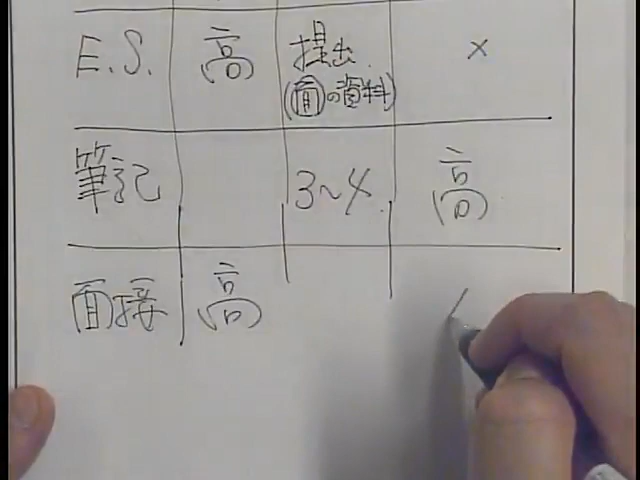 E.S. 高 提出 ×
(面の資料)
筆記 3~4 高
面接 高